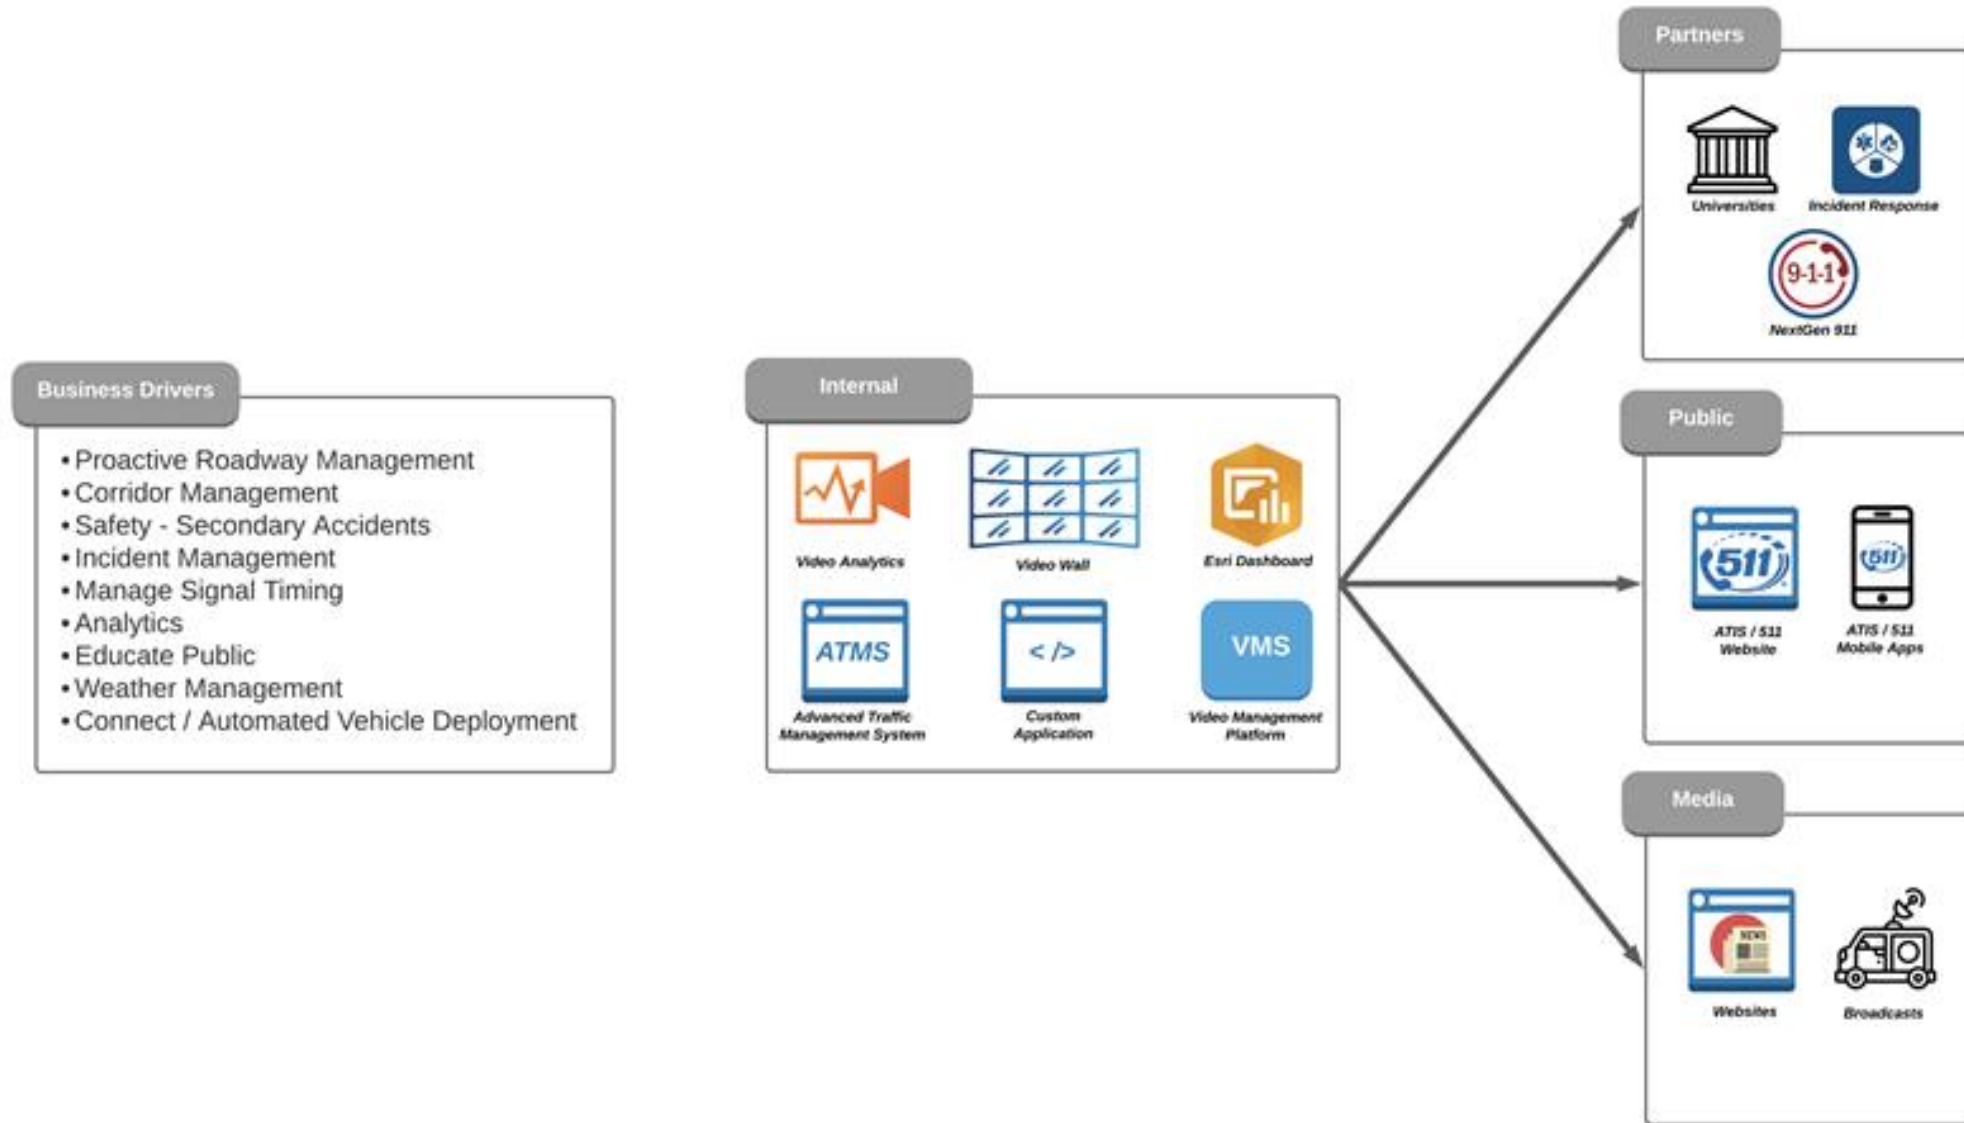 Business Drivers
• Proactive Roadway Management
• Corridor Management
• Safety - Secondary Accidents
• Incident Management
• Manage Signal Timing
• Analytics
• Educate Public
• Weather Management
• Connect / Automated Vehicle Deployment
Internal
Video Analytics
Video Wall
Esri Dashboard
ATMS
Advanced Traffic
Management System
< />
Custom
Application
VMS
Video Management
Platform
Partners
Universities
Incident Response
9-1-1
NextGen 911
Public
511
ATIS / 511
Website
511
ATIS / 511
Mobile Apps
Media
NEWS
Websites
Broadcasts